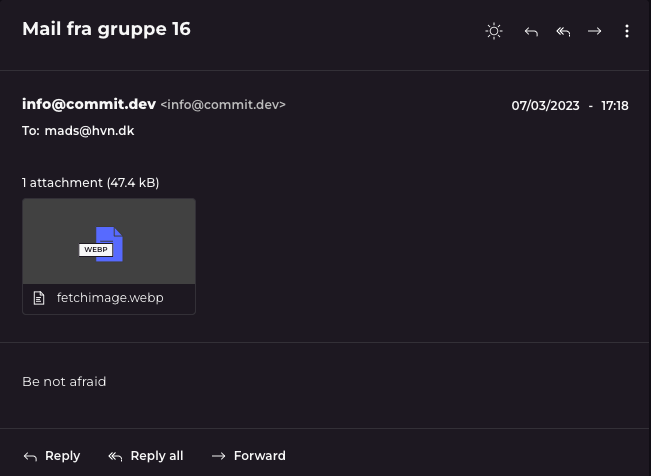 Mail fra gruppe 16
info@commit.dev <info@commit.dev>
07/03/2023 - 17:18
To: mads@hvn.dk
1 attachment (47.4 kB)
WEBP
fetchimage.webp
Be not afraid
Reply Reply all Forward